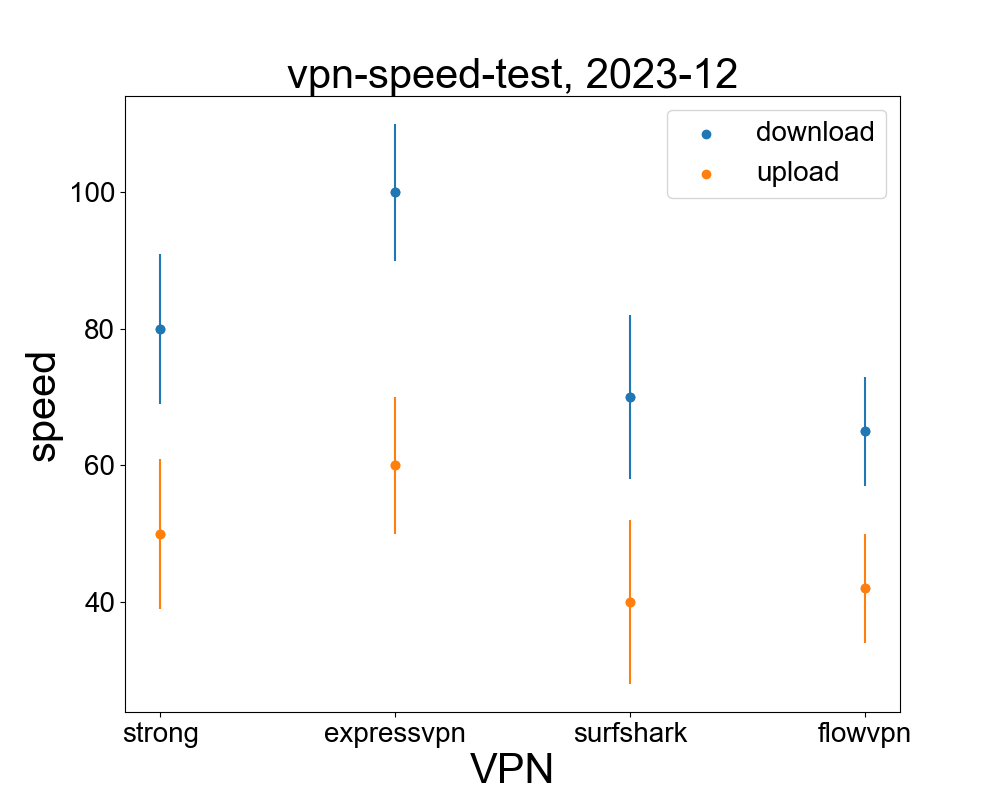 vpn-speed-test, 2023-12
download
upload
speed
100
80
60
40
strong expressvpn surfshark flowvpn
VPN